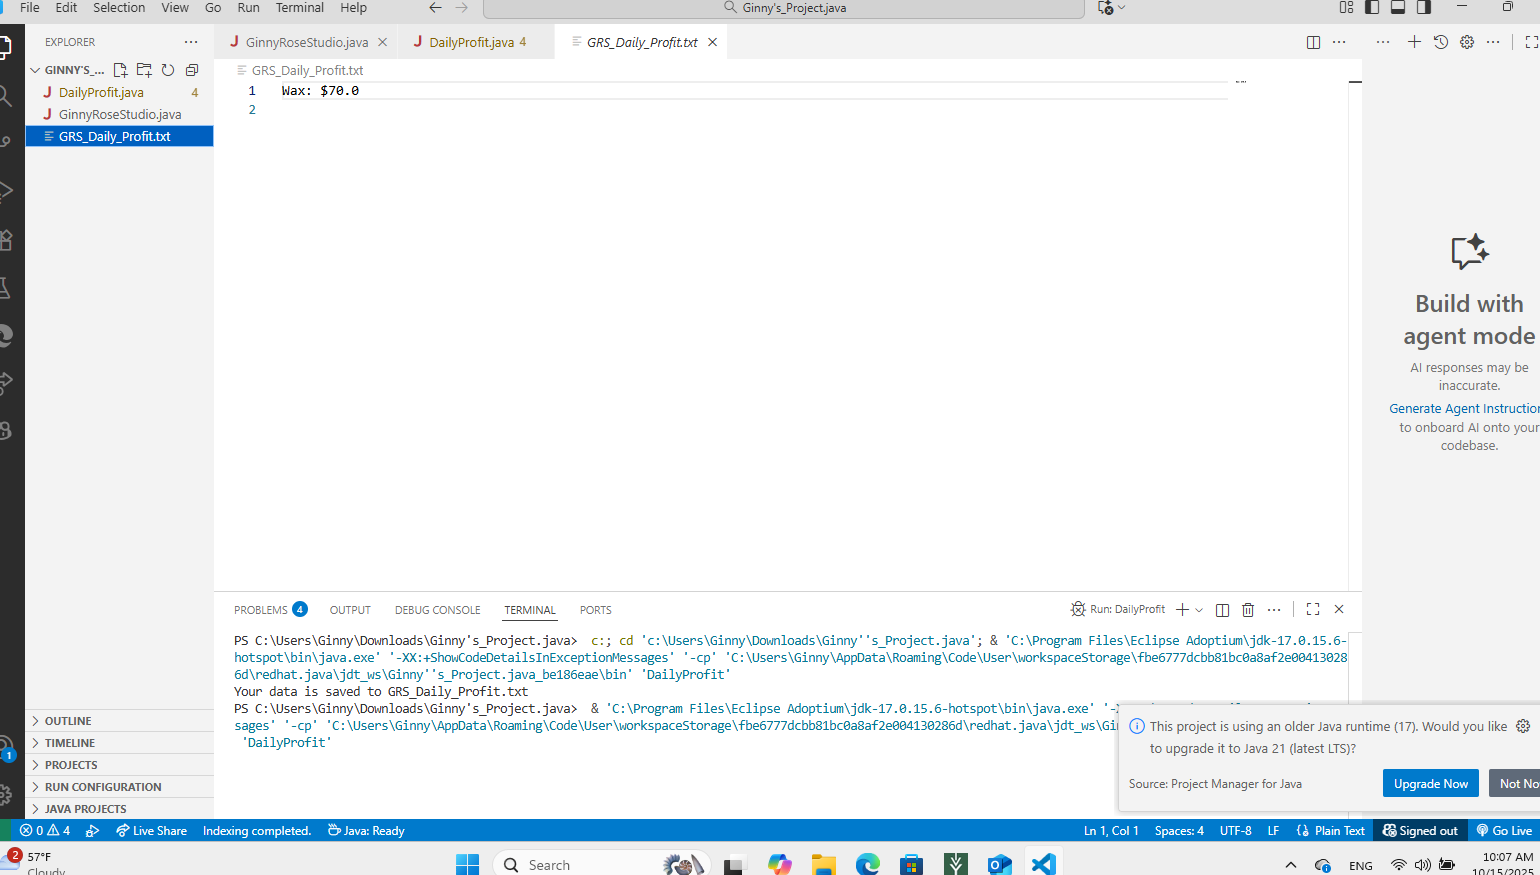 File Edit Selection View Go Run Terminal Help
Ginny's_Project.java
EXPLORER
GinnyRoseStudio.java
DailyProfit.java 4
GRS_Daily_Profit.txt
GINNY'S_...
DailyProfit.java 4
GinnyRoseStudio.java
GRS_Daily_Profit.txt
GRS_Daily_Profit.txt
1 Wax: $70.0
2
Build with
agent mode
AI responses may be
inaccurate.
Generate Agent Instruction
to onboard AI onto your
codebase.
PROBLEMS 4 OUTPUT DEBUG CONSOLE TERMINAL PORTS
Run: DailyProfit
PS C:\Users\Ginny\Downloads\Ginny's_Project.java> c:; cd 'c:\Users\Ginny\Downloads\Ginny''s_Project.java'; & 'C:\Program Files\Eclipse Adoptium\jdk-17.0.15.6-
hotspot\bin\java.exe' '-XX:+ShowCodeDetailsInExceptionMessages' '-cp' 'C:\Users\Ginny\AppData\Roaming\Code\User\workspaceStorage\fbe6777dcbb81bc0a8af2e00413028
6d\redhat.java\jdt_ws\Ginny''s_Project.java_be186eae\bin' 'DailyProfit'
Your data is saved to GRS_Daily_Profit.txt
PS C:\Users\Ginny\Downloads\Ginny's_Project.java> & 'C:\Program Files\Eclipse Adoptium\jdk-17.0.15.6-hotspot\bin\java.exe' '-
sages' '-cp' 'C:\Users\Ginny\AppData\Roaming\Code\User\workspaceStorage\fbe6777dcbb81bc0a8af2e004130286d\redhat.java\jdt_ws\Gi
'DailyProfit'
This project is using an older Java runtime (17). Would you like
to upgrade it to Java 21 (latest LTS)?
Source: Project Manager for Java
Upgrade Now
Not No
OUTLINE
TIMELINE
PROJECTS
RUN CONFIGURATION
JAVA PROJECTS
1
0 4 Live Share Indexing completed. Java: Ready
Ln 1, Col 1 Spaces: 4 UTF-8 LF {} Plain Text Signed out Go Live
2
57°F
Cloudy
Search
ENG
10:07 AM
10/15/2025